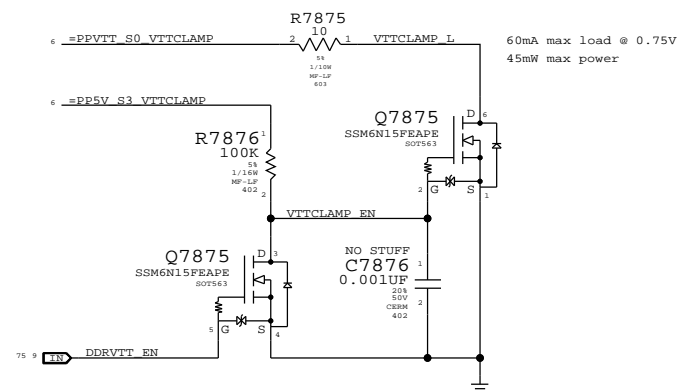 R7875
10
=PPVTT_S0_VTTCLAMP
6
2
1
VTTCLAMP_L
5%
1/10W
MF-LF
603
60mA max load @ 0.75V
45mW max power
6
=PP5V_S3_VTTCLAMP
Q7875
SSM6N15FEAPE
SOT563
D
6
2
G
S
1
R7876
1
100K
5%
1/16W
MF-LF
402
2
VTTCLAMP_EN
Q7875
SSM6N15FEAPE
SOT563
D
3
5
G
S
4
NO STUFF
C7876
1
0.001UF
20%
50V
CERM
402
2
75 9
IN
DDRVTT_EN